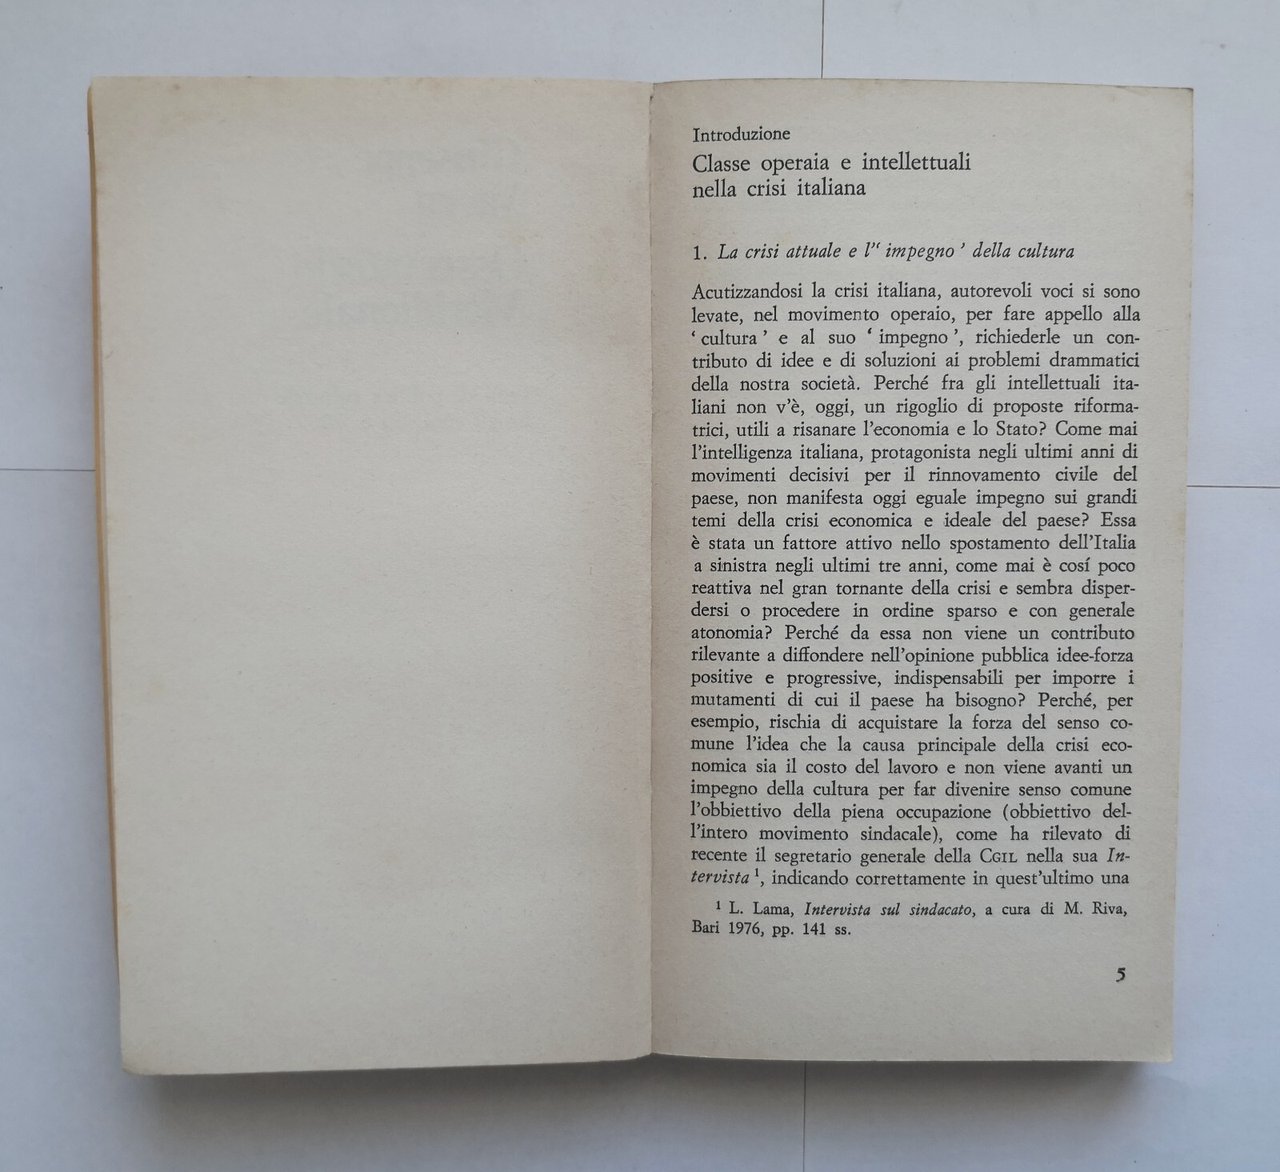 Introduzione
Classe operaia e intellettuali
nella crisi italiana
1. La crisi attuale e l'‘ impegno ’ della cultura
Acutizzandosi la crisi italiana, autorevoli voci si sono
levate, nel movimento operaio, per fare appello alla
‘ cultura ’ e al suo ‘ impegno ’, richiederle un con-
tributo di idee e di soluzioni ai problemi drammatici
della nostra società. Perché fra gli intellettuali ita-
liani non v'è, oggi, un rigoglio di proposte riforma-
trici, utili a risanare l'economia e lo Stato? Come mai
l'intelligenza italiana, protagonista negli ultimi anni di
movimenti decisivi per il rinnovamento civile del
paese, non manifesta oggi eguale impegno sui grandi
temi della crisi economica e ideale del paese? Essa
è stata un fattore attivo nello spostamento dell'Italia
a sinistra negli ultimi tre anni, come mai è cosí poco
reattiva nel gran tornante della crisi e sembra disper-
dersi o procedere in ordine sparso e con generale
atonomia? Perché da essa non viene un contributo
rilevante a diffondere nell'opinione pubblica idee-forza
positive e progressive, indispensabili per imporre i
mutamenti di cui il paese ha bisogno? Perché, per
esempio, rischia di acquistare la forza del senso co-
mune l'idea che la causa principale della crisi eco-
nomica sia il costo del lavoro e non viene avanti un
impegno della cultura per far divenire senso comune
l'obbiettivo della piena occupazione (obbiettivo del-
l'intero movimento sindacale), come ha rilevato di
recente il segretario generale della CGIL nella sua In-
tervista ¹, indicando correttamente in quest'ultimo una
¹ L. Lama, Intervista sul sindacato, a cura di M. Riva,
Bari 1976, pp. 141 ss.
5